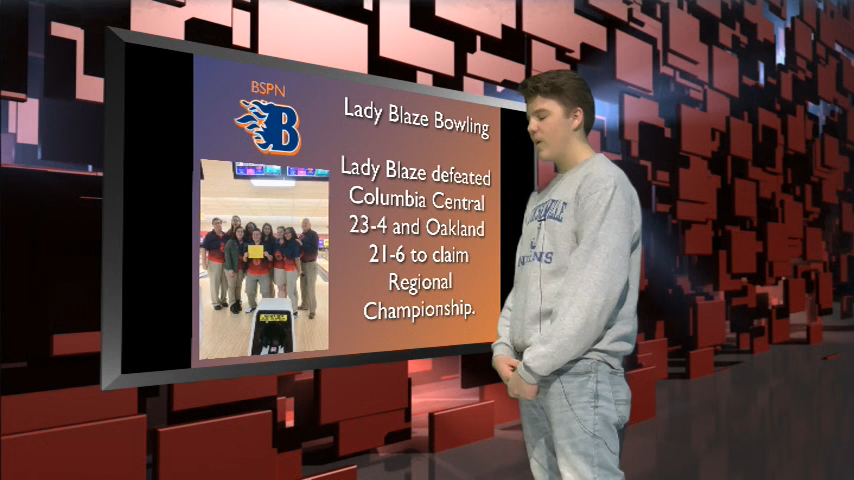 BSPN
B
Lady Blaze Bowling
Lady Blaze defeated
Columbia Central
23-4 and Oakland
21-6 to claim
Regional
Championship.